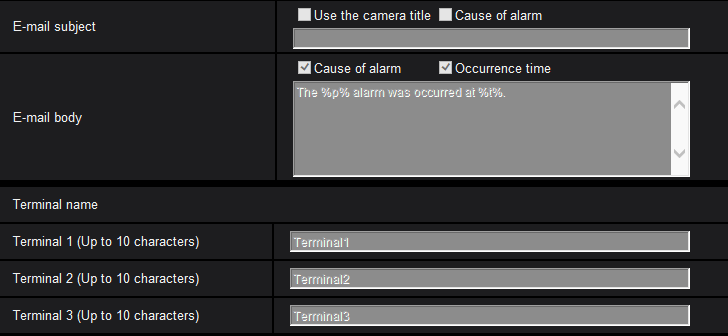 E-mail subject
Use the camera title Cause of alarm
E-mail body
Cause of alarm Occurrence time
The %p% alarm was occurred at %t%.
Terminal name
Terminal 1 (Up to 10 characters) Terminal1
Terminal 2 (Up to 10 characters) Terminal2
Terminal 3 (Up to 10 characters) Terminal3